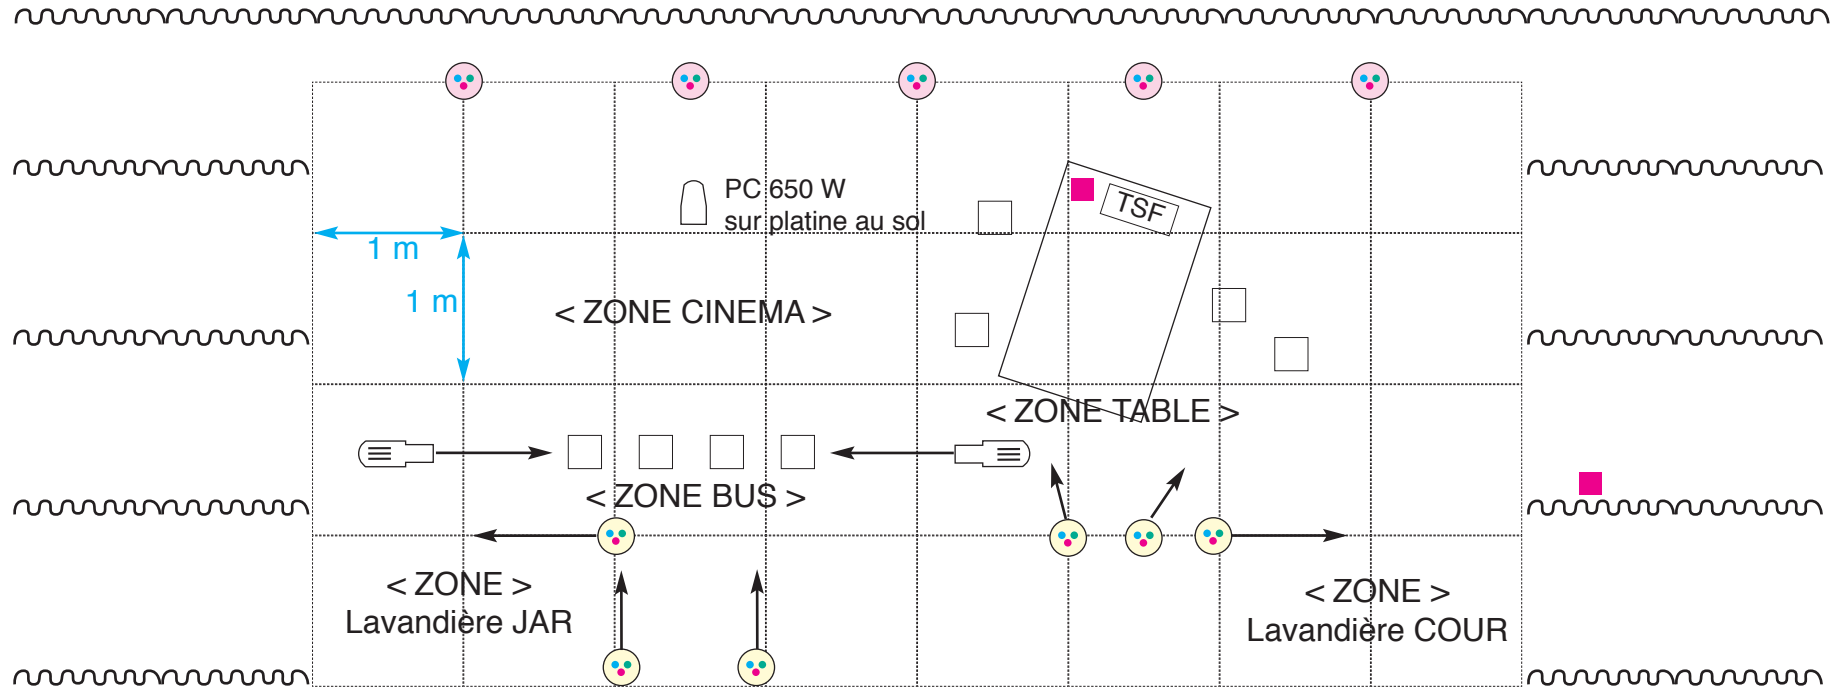 PC 650 W
sur platine au sol
TSF
1 m
1 m
< ZONE CINEMA >
< ZONE TABLE >
< ZONE BUS >
< ZONE >
Lavandière JAR
< ZONE >
Lavandière COUR